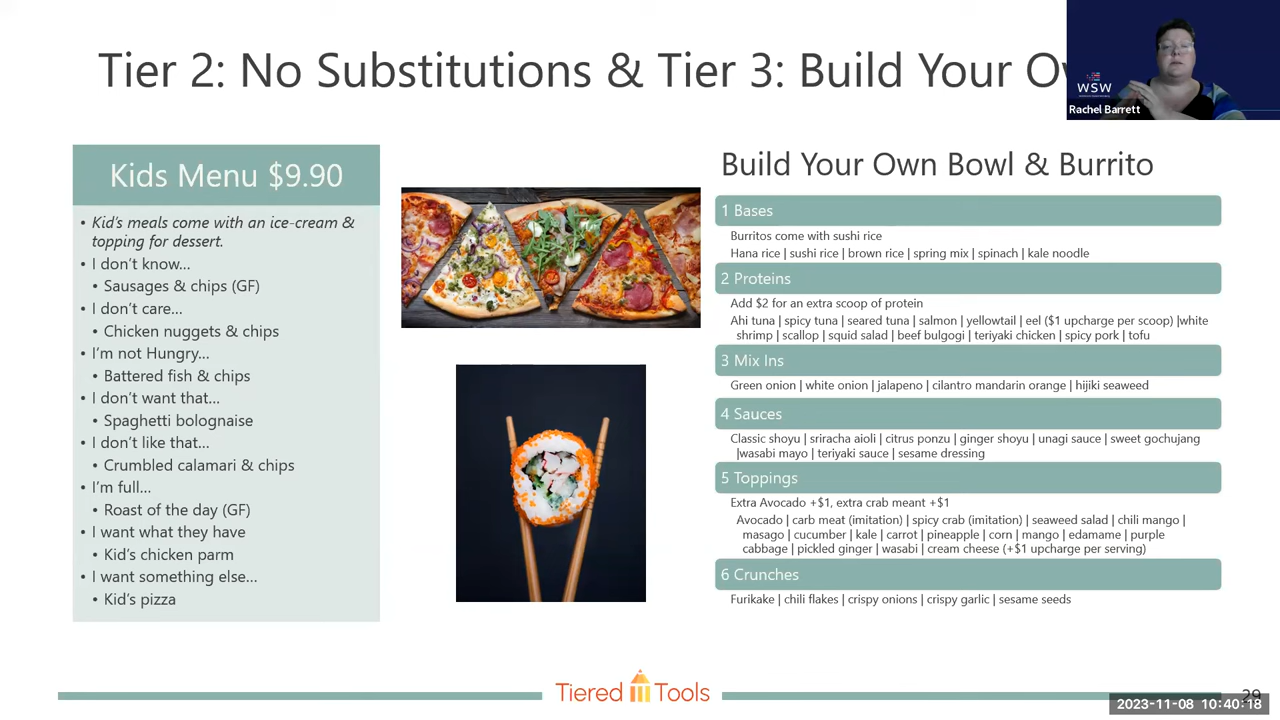 Tier 2: No Substitutions & Tier 3: Build Your
WSW
Rachel Barrett
Kids Menu $9.90
• Kid's meals come with an ice-cream &
topping for dessert.
• I don't know...
• Sausages & chips (GF)
• I don't care...
• Chicken nuggets & chips
• I'm not Hungry...
• Battered fish & chips
• I don't want that...
• Spaghetti bolognaise
• I don't like that...
• Crumbled calamari & chips
• I'm full...
• Roast of the day (GF)
• I want what they have
• Kid's chicken parm
• I want something else...
• Kid's pizza
Build Your Own Bowl & Burrito
1 Bases
Burritos come with sushi rice
Hana rice | sushi rice | brown rice | spring mix | spinach | kale noodle
2 Proteins
Add $2 for an extra scoop of protein
Ahi tuna | spicy tuna | seared tuna | salmon | yellowtail | eel ($1 upcharge per scoop) |white
shrimp | scallop | squid salad | beef bulgogi | teriyaki chicken | spicy pork | tofu
3 Mix Ins
Green onion | white onion | jalapeno | cilantro mandarin orange | hijiki seaweed
4 Sauces
Classic shoyu | sriracha aioli | citrus ponzu | ginger shoyu | unagi sauce | sweet gochujang
|wasabi mayo | teriyaki sauce | sesame dressing
5 Toppings
Extra Avocado +$1, extra crab meant +$1
Avocado | carb meat (imitation) | spicy crab (imitation) | seaweed salad | chili mango |
masago | cucumber | kale | carrot | pineapple | corn | mango | edamame | purple
cabbage | pickled ginger | wasabi | cream cheese (+$1 upcharge per serving)
6 Crunches
Furikake | chili flakes | crispy onions | crispy garlic | sesame seeds
Tiered Tools
29
2023-11-08 10:40:18